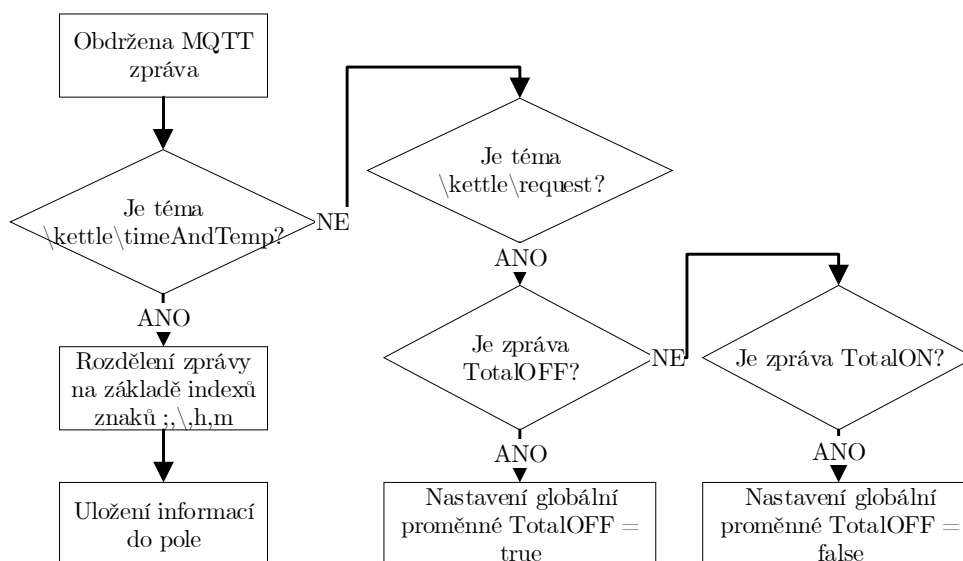 Obdržena MQTT
zpráva
Je téma
\kettle\timeAndTemp?
NE
ANO
Rozdělení zprávy
na základě indexů
znaků ;,\,h,m
Uložení informací
do pole
Je téma
\kettle\request?
ANO
Je zpráva
TotalOFF?
NE
ANO
Nastavení globální
proměnné TotalOFF =
true
Je zpráva TotalON?
ANO
Nastavení globální
proměnné TotalOFF =
false